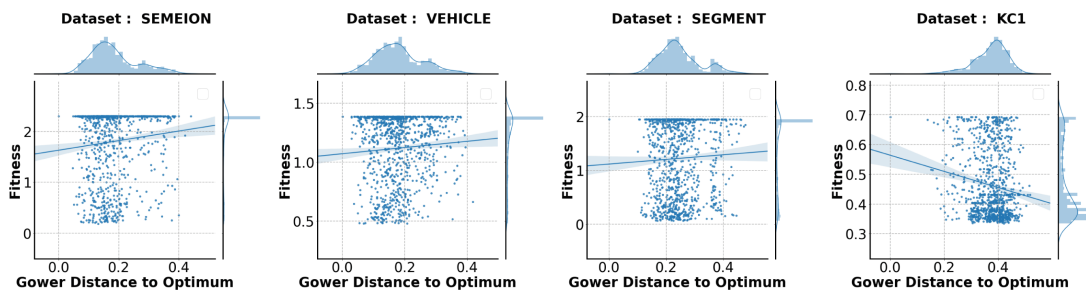 Dataset :  SEMEION
Fitness
2
1
0
0.0 0.2 0.4
Gower Distance to Optimum
Dataset :  VEHICLE
Fitness
1.5
1.0
0.5
0.0 0.2 0.4
Gower Distance to Optimum
Dataset :  SEGMENT
Fitness
2
1
0
0.0 0.2 0.4
Gower Distance to Optimum
Dataset :  KC1
Fitness
0.8
0.7
0.6
0.5
0.4
0.3
0.0 0.2 0.4
Gower Distance to Optimum